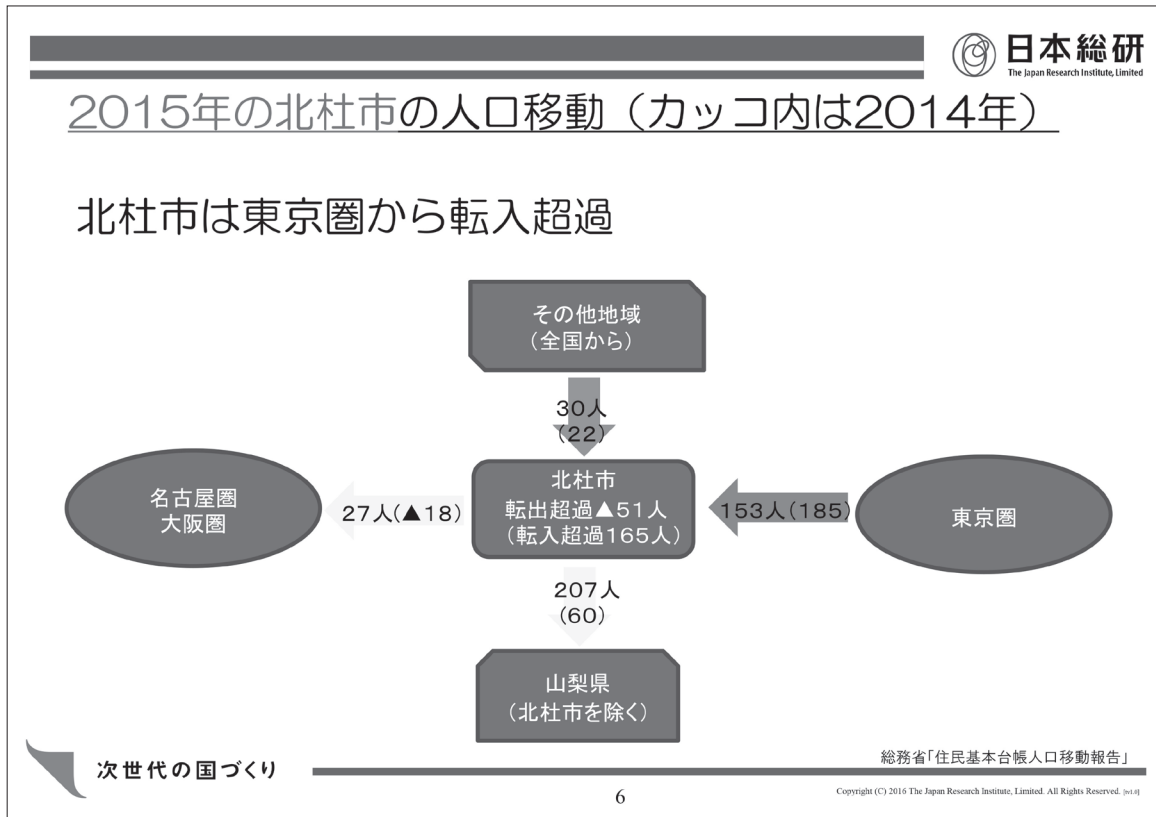 日本総研
The Japan Research Institute, Limited
2015年の北杜市の人口移動（カッコ内は2014年）
北杜市は東京圏から転入超過
その他地域
（全国から）
30人
(22)
名古屋圏
大阪圏
27人(▲18)
北杜市
転出超過▲51人
（転入超過165人）
153人(185)
東京圏
207人
(60)
山梨県
（北杜市を除く）
総務省「住民基本台帳人口移動報告」
次世代の国づくり
6
Copyright (C) 2016 The Japan Research Institute, Limited. All Rights Reserved.